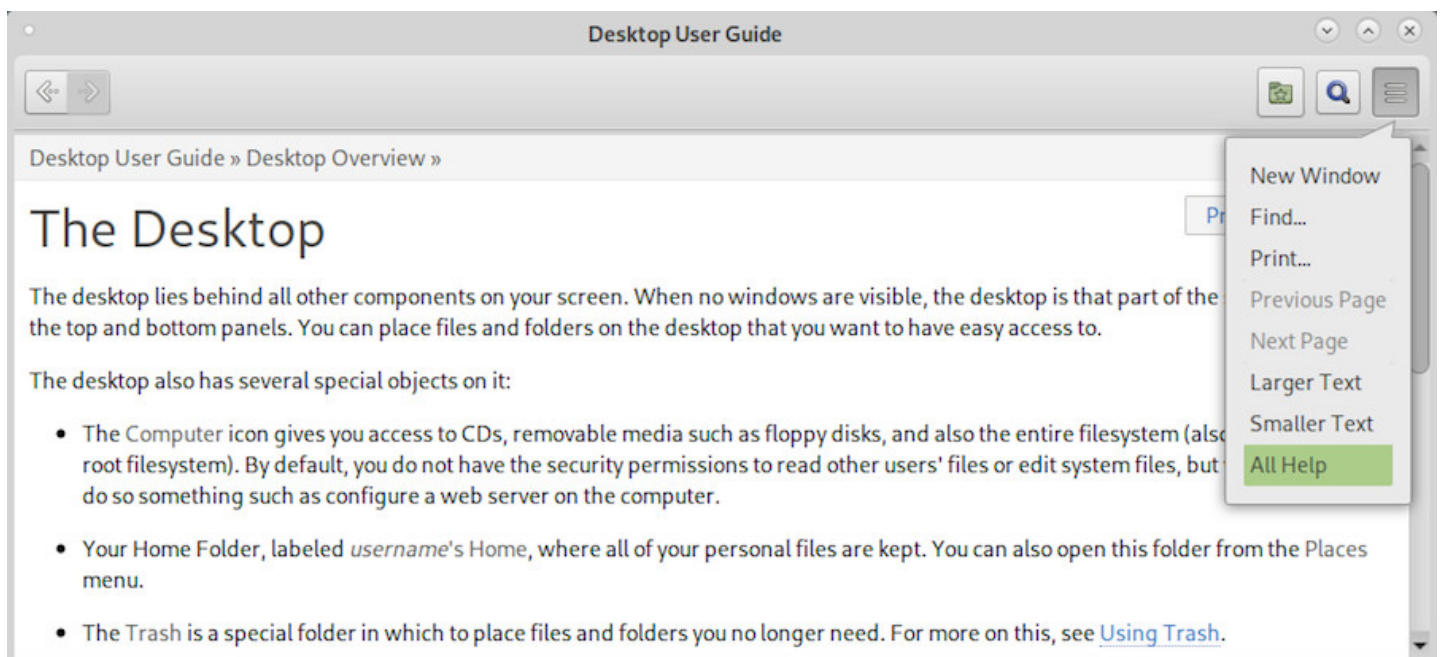 Desktop User Guide
Desktop User Guide » Desktop Overview »
The Desktop
The desktop lies behind all other components on your screen. When no windows are visible, the desktop is that part of the
the top and bottom panels. You can place files and folders on the desktop that you want to have easy access to.
The desktop also has several special objects on it:
• The Computer icon gives you access to CDs, removable media such as floppy disks, and also the entire filesystem
root filesystem). By default, you do not have the security permissions to read other users' files or edit system files, but
do so something such as configure a web server on the computer.
• Your Home Folder, labeled username's Home, where all of your personal files are kept. You can also open this folder from the Places
menu.
• The Trash is a special folder in which to place files and folders you no longer need. For more on this, see Using Trash.
New Window
Find...
Print...
Previous Page
Next Page
Larger Text
Smaller Text
All Help